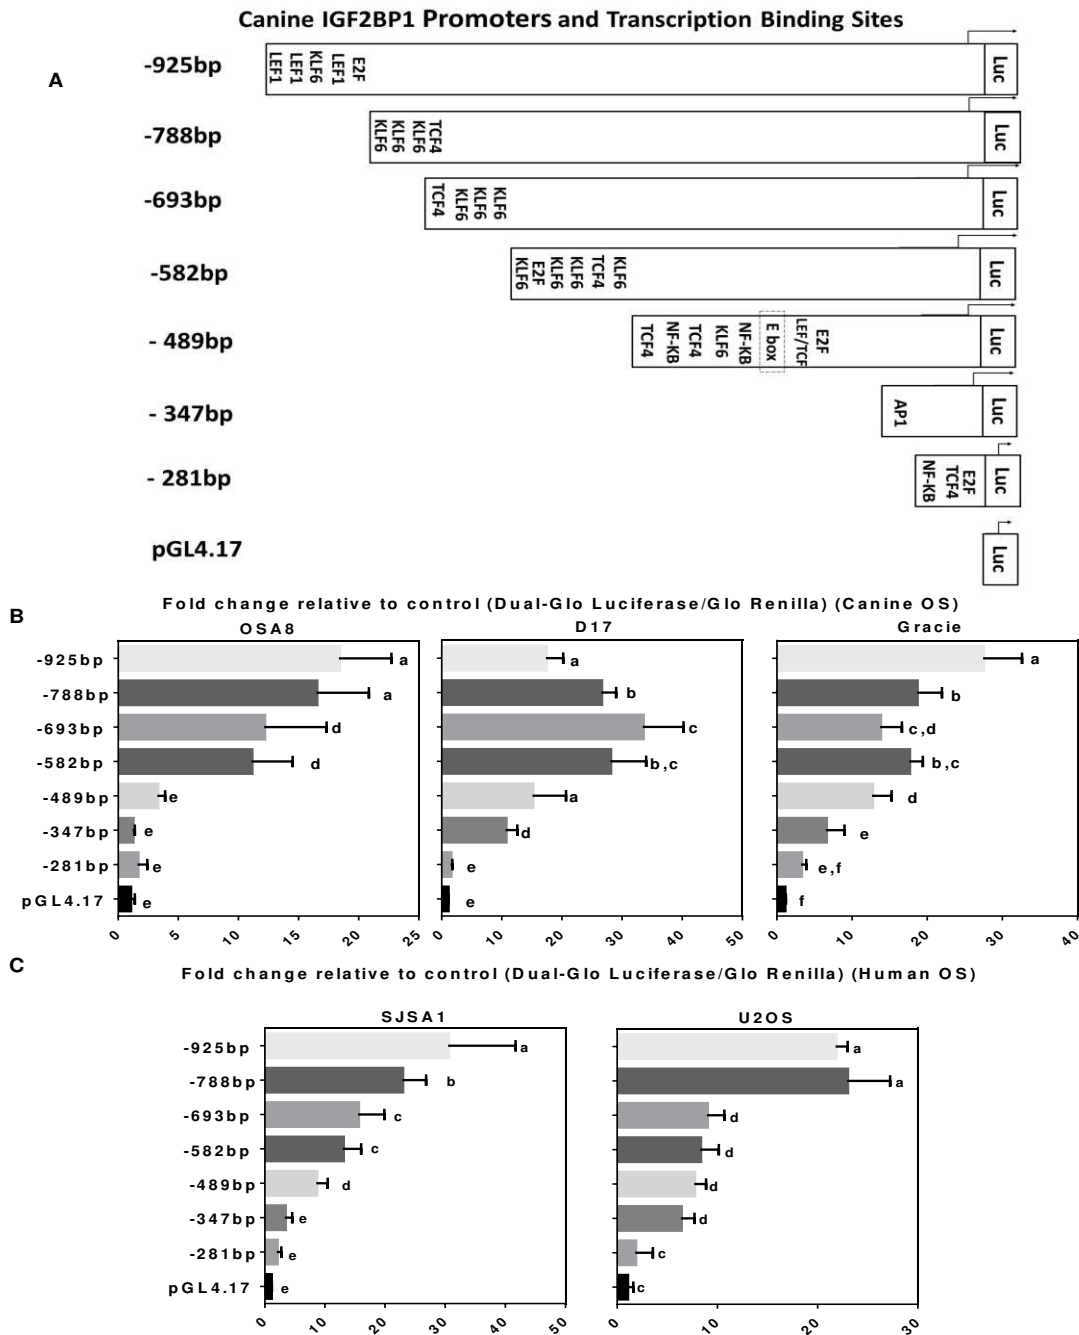 Canine IGF2BP1 Promoters and Transcription Binding Sites
A
-925bp
LEF1 LEF1 KLF6 LEF1 E2F Luc
-788bp
KLF6 KLF6 KLF6 TCF4 Luc
-693bp
TCF4 KLF6 KLF6 KLF6 Luc
-582bp
KLF6 E2F KLF6 KLF6 TCF4 KLF6 Luc
- 489bp
TCF4 NF-KB TCF4 KLF6 NF-KB E box LEF/TCF E2F Luc
- 347bp
AP1 Luc
- 281bp
NF-KB TCF4 E2F Luc
pGL4.17
Luc
B
Fold change relative to control (Dual-Glo Luciferase/Glo Renilla) (Canine OS)
OSA8 D17 Gracie
-925bp a a a
-788bp a b b
-693bp d c c,d
-582bp d b,c b,c
-489bp e a d
-347bp e d e
-281bp e e e,f
pGL4.17 e e f
0 5 10 15 20 25 0 10 20 30 40 50 0 10 20 30 40
C
Fold change relative to control (Dual-Glo Luciferase/Glo Renilla) (Human OS)
SJSA1 U2OS
-925bp a a
-788bp b a
-693bp c d
-582bp c d
-489bp d d
-347bp e d
-281bp e c
pGL4.17 e c
0 10 20 30 40 50 0 10 20 30